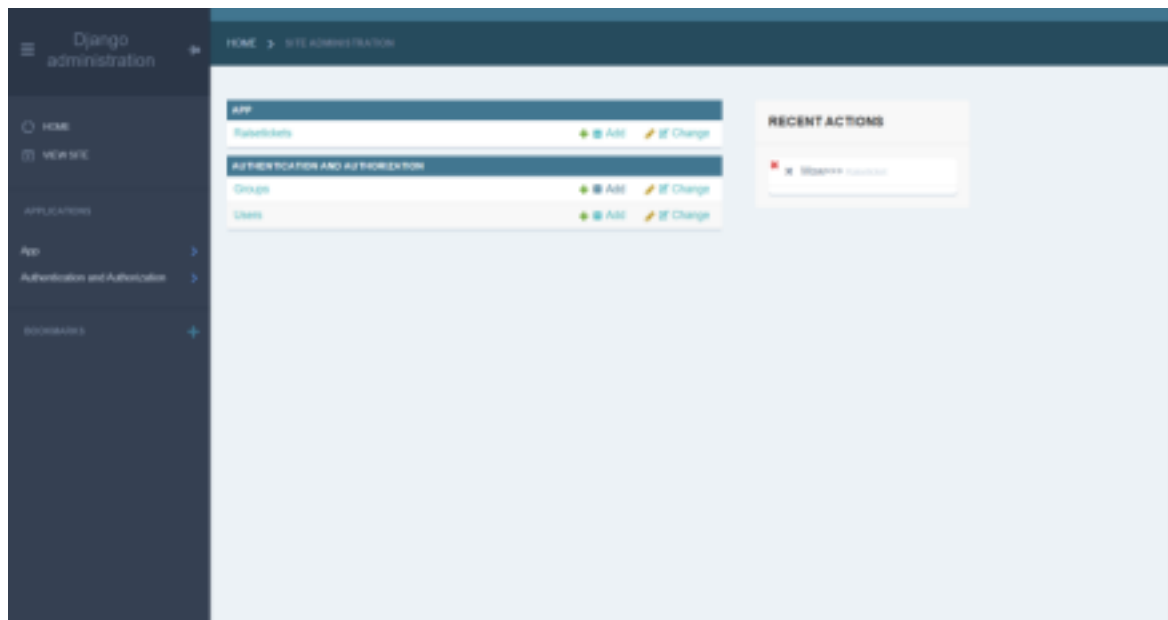 Django
administration
HOME
VIEW SITE
APPLICATIONS
App
Authentication and Authorization
BOOKMARKS
HOME SITE ADMINISTRATION
APP
Raisetickets Add Change
AUTHENTICATION AND AUTHORIZATION
Groups Add Change
Users Add Change
RECENT ACTIONS